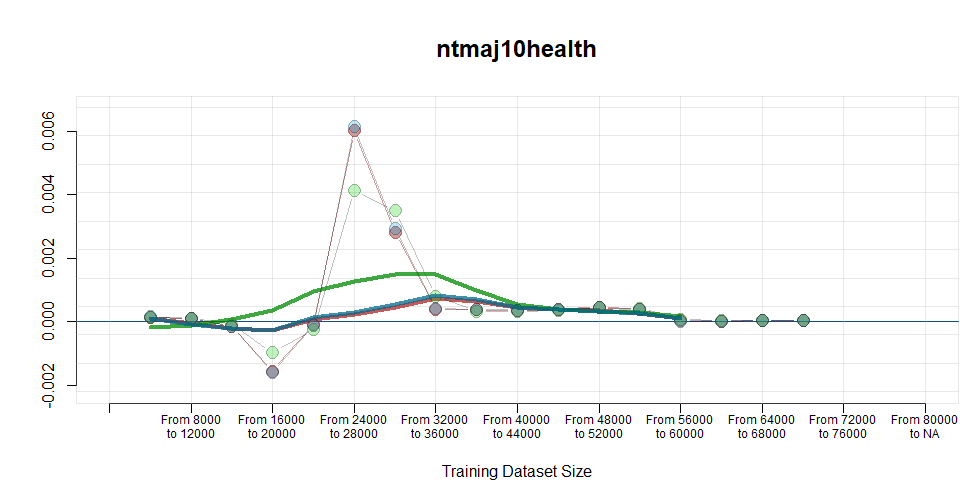 ntmaj10health
0.006
0.004
0.002
0.000
-0.002
From 8000
to 12000
From 16000
to 20000
From 24000
to 28000
From 32000
to 36000
From 40000
to 44000
From 48000
to 52000
From 56000
to 60000
From 64000
to 68000
From 72000
to 76000
From 80000
to NA
Training Dataset Size